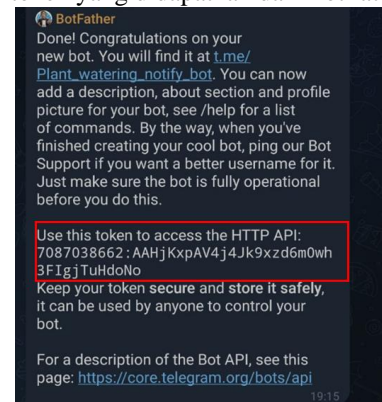 BotFather
Done! Congratulations on your
new bot. You will find it at t.me/
Plant_watering_notify_bot. You can now
add a description, about section and profile
picture for your bot, see /help for a list
of commands. By the way, when you've
finished creating your cool bot, ping our Bot
Support if you want a better username for it.
Just make sure the bot is fully operational
before you do this.
Use this token to access the HTTP API:
7087038662:AAHjKxpAV4j4Jk9xzd6m0wh
3FIgjTuHdoNo
Keep your token secure and store it safely,
it can be used by anyone to control your
bot.
For a description of the Bot API, see this
page: https://core.telegram.org/bots/api
19:15